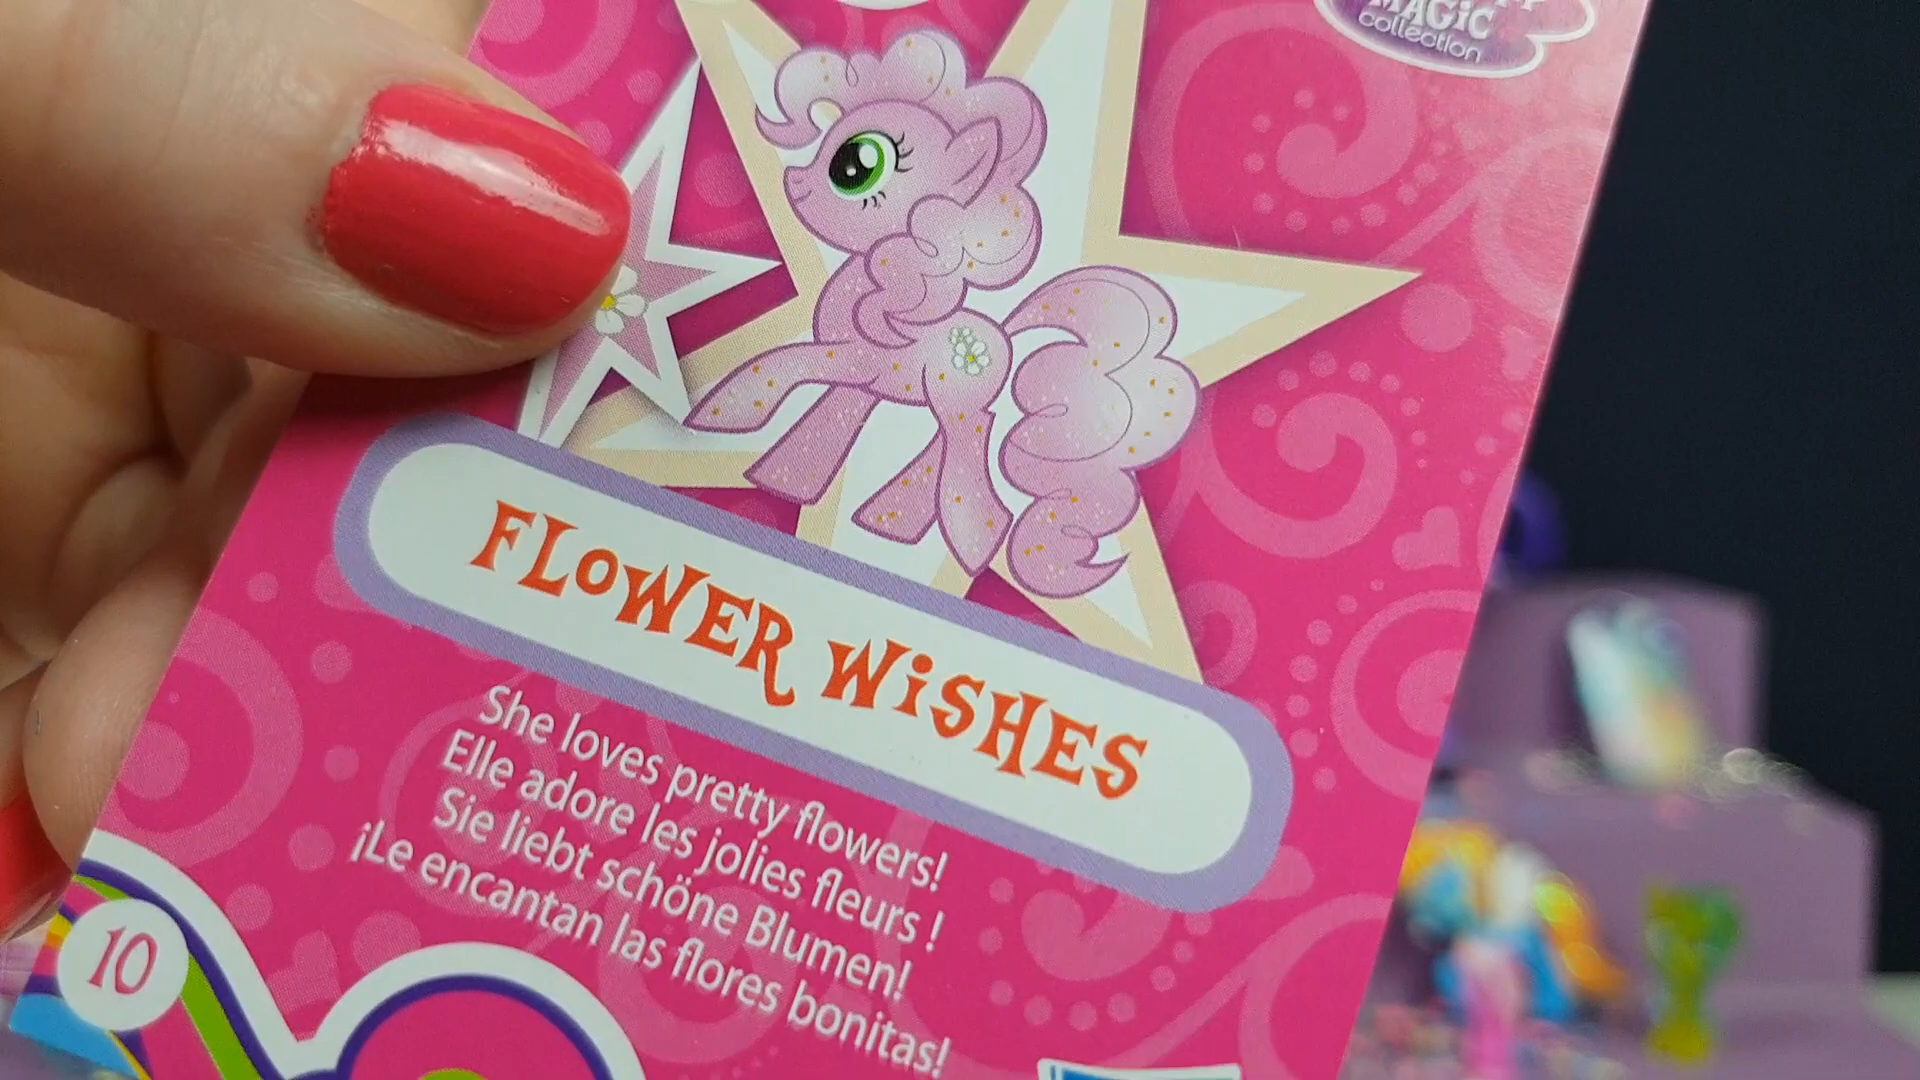 MAGiC
collection
FLOWER WiSHES
She loves pretty flowers!
Elle adore les jolies fleurs !
Sie liebt schöne Blumen!
¡Le encantan las flores bonitas!
10